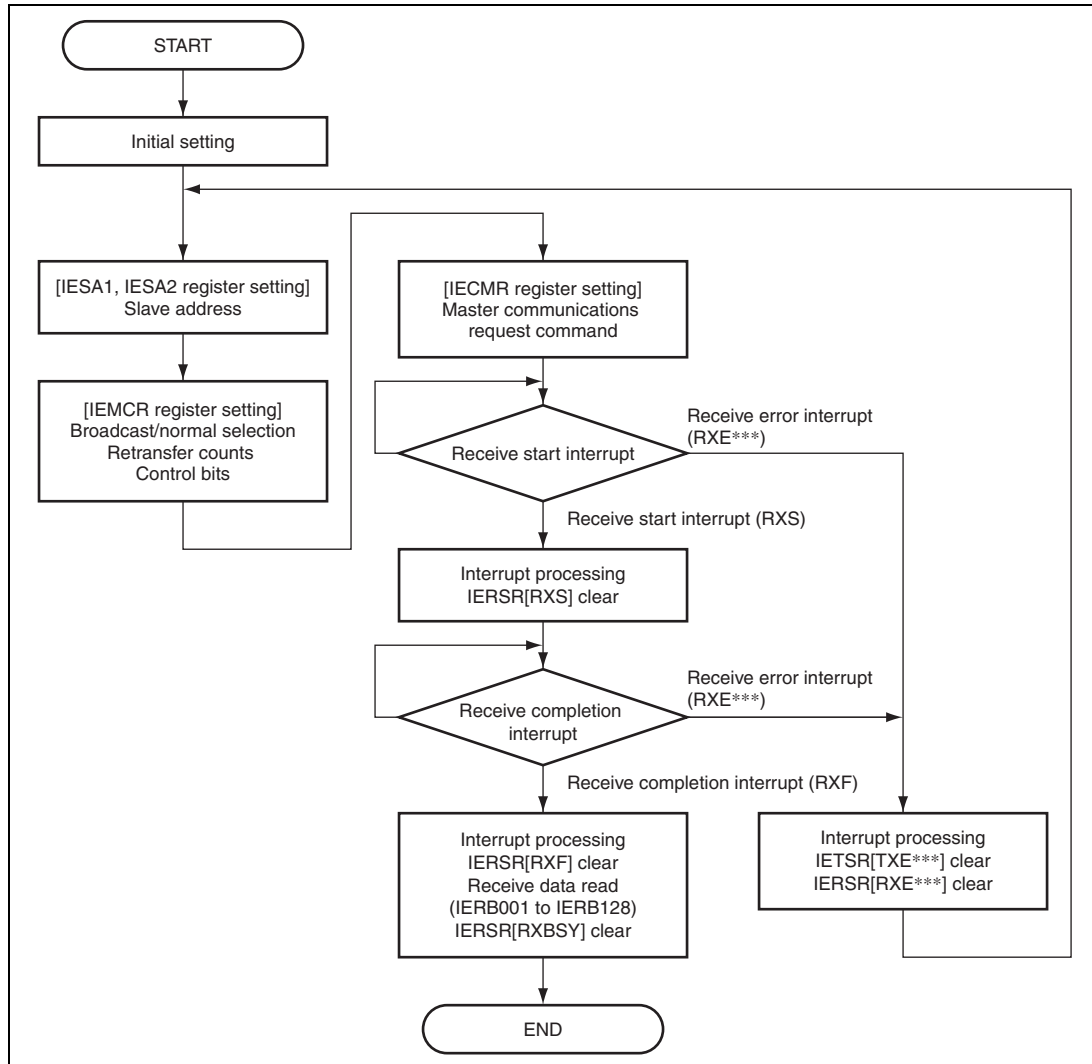 START
Initial setting
[IESA1, IESA2 register setting]
Slave address
[IEMCR register setting]
Broadcast/normal selection
Retransfer counts
Control bits
[IECMR register setting]
Master communications
request command
Receive start interrupt
Receive error interrupt
(RXE***)
Receive start interrupt (RXS)
Interrupt processing
IERSR[RXS] clear
Receive completion
interrupt
Receive error interrupt
(RXE***)
Receive completion interrupt (RXF)
Interrupt processing
IERSR[RXF] clear
Receive data read
(IERB001 to IERB128)
IERSR[RXBSY] clear
Interrupt processing
IETSR[TXE***] clear
IERSR[RXE***] clear
END